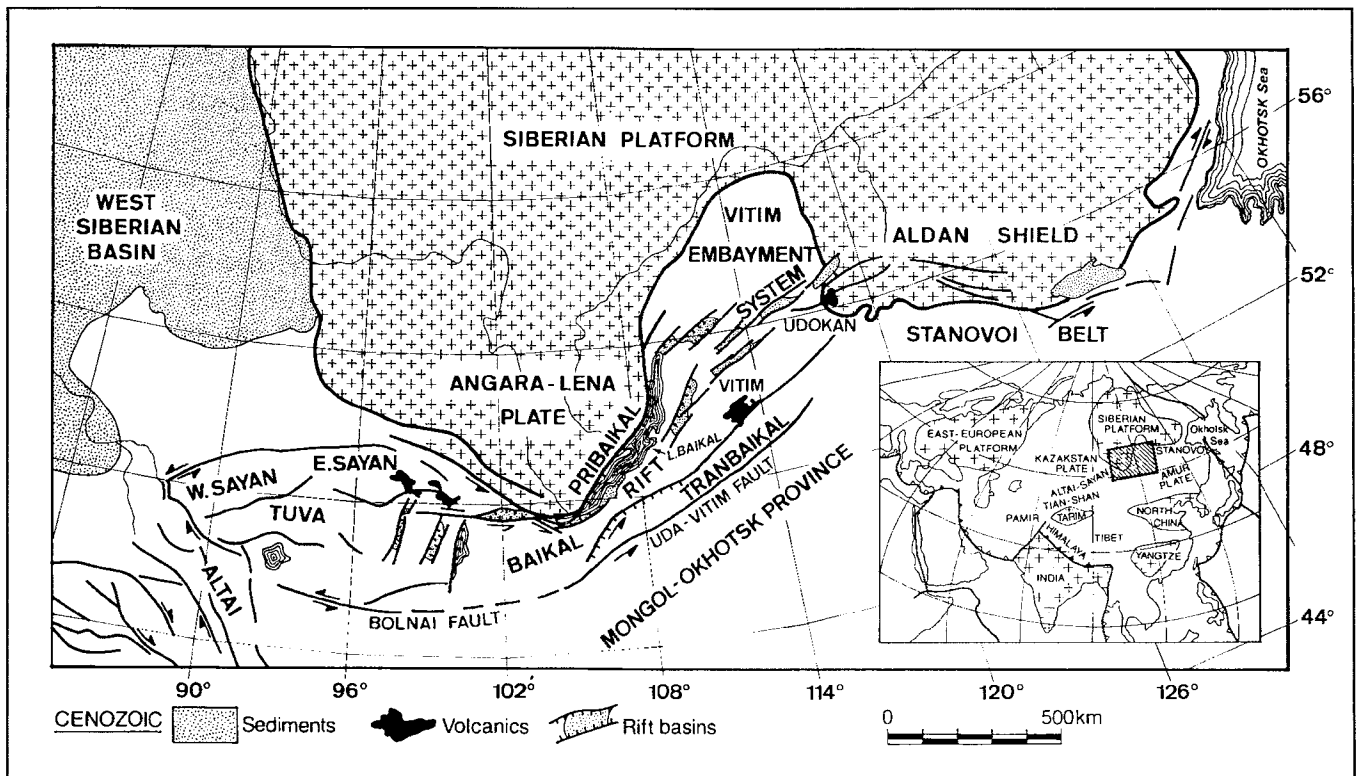 SIBERIAN PLATFORM
WEST
SIBERIAN
BASIN
VITIM
EMBAYMENT
ALDAN SHIELD
SYSTEM
UDOKAN
STANOVOI BELT
ANGARA-LENA
PLATE
VITIM
L.BAIKAL
PRIBAIKAL
RIFT
TRANBAIKAL
UDA-VITIM FAULT
E.SAYAN
W.SAYAN
TUVA
BAIKAL
ALTAI
BOLNAI FAULT
MONGOL-OKHOTSK PROVINCE
OKHOTSK Sea
56°
52°
48°
44°
EAST-EUROPEAN
PLATFORM
SIBERIAN
PLATFORM
Okhotsk
Sea
STANOVOY
KAZAKSTAN
PLATE
AMUR
PLATE
ALTAI-SAYAN
TIAN-SHAN
PAMIR
TARIM
NORTH
CHINA
HIMALAYA
TIBET
YANGTZE
INDIA
90°
96°
102°
108°
114°
120°
126°
CENOZOIC
Sediments
Volcanics
Rift basins
0
500km